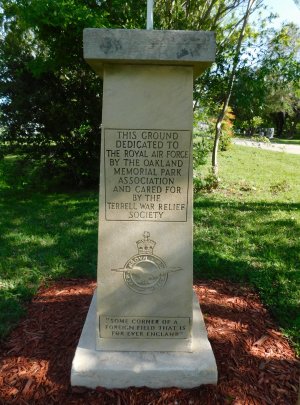 THIS GROUND
DEDICATED TO
THE ROYAL AIR FORCE
BY THE OAKLAND
MEMORIAL PARK
ASSOCIATION
AND CARED FOR
BY THE
TERRELL WAR RELIEF
SOCIETY
"SOME CORNER OF A
FOREIGN FIELD THAT IS
FOR EVER ENGLAND"